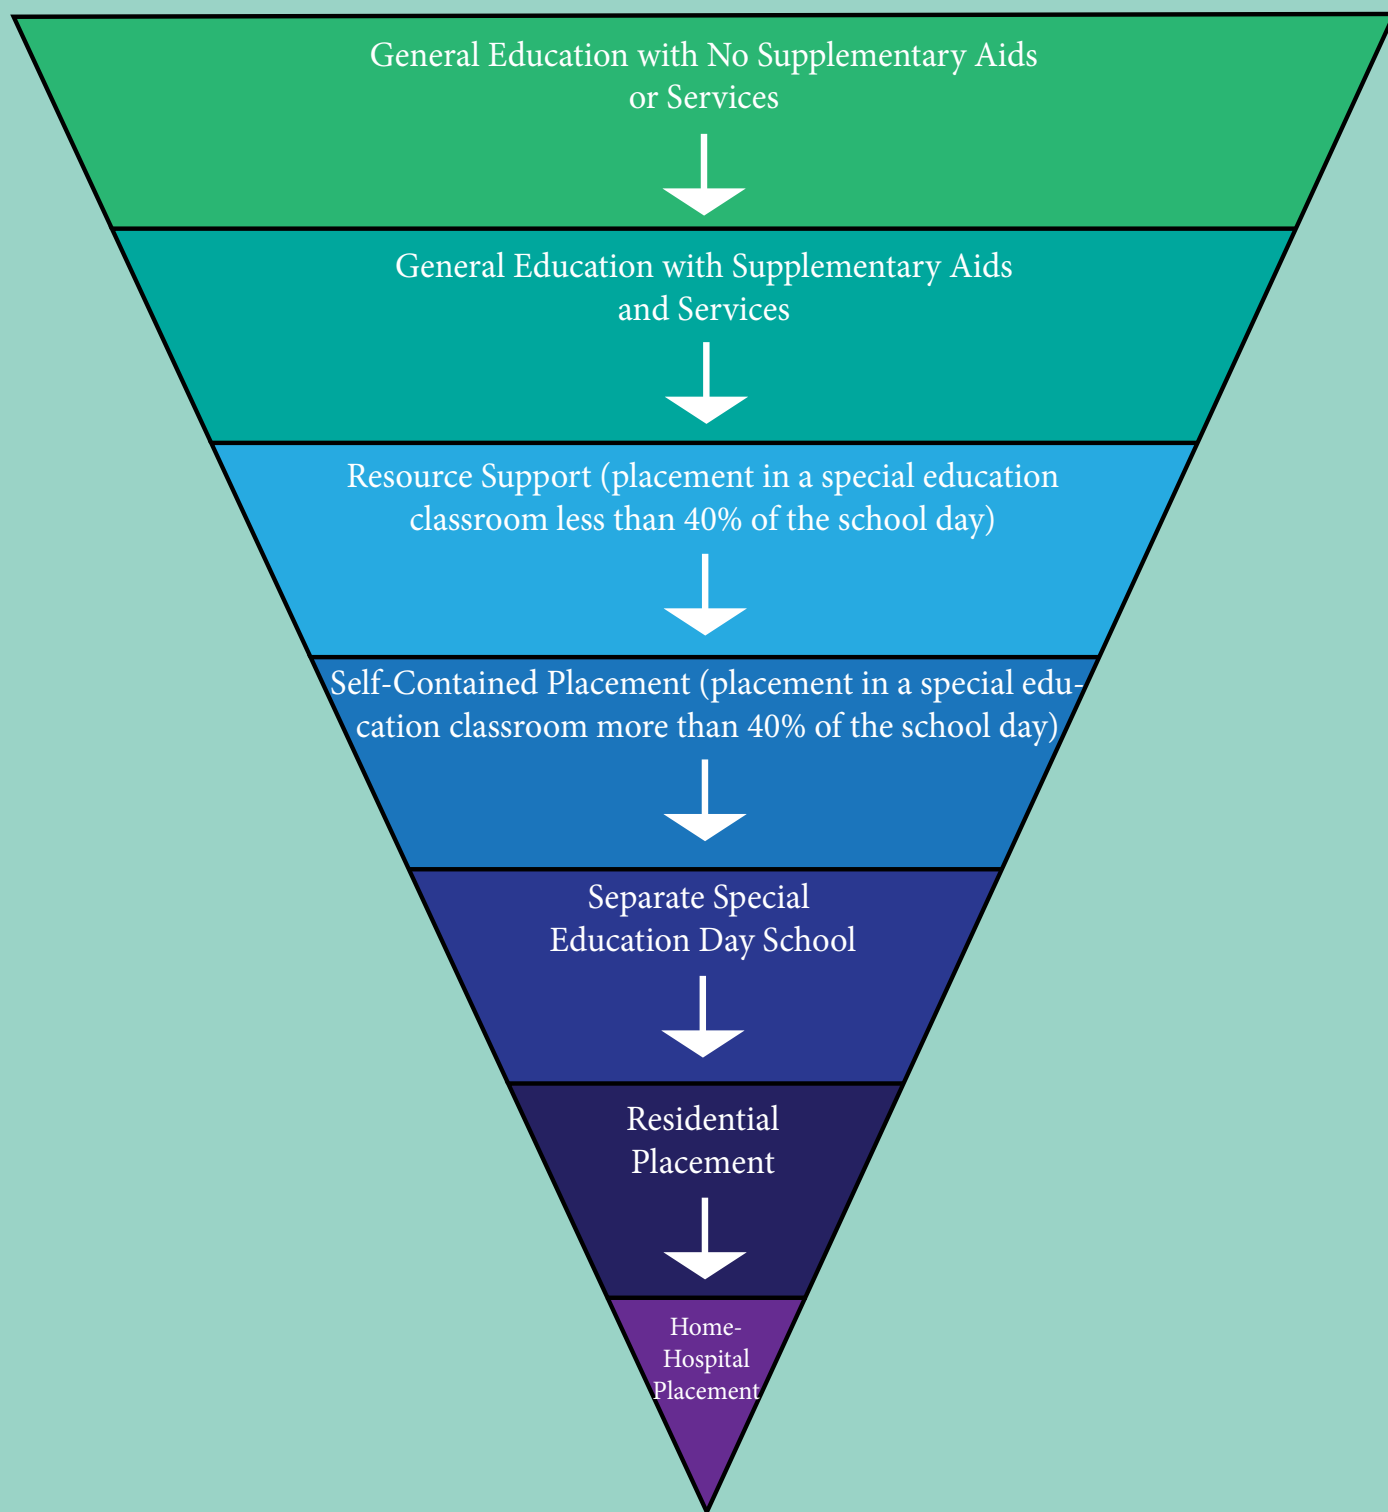 General Education with No Supplementary Aids
or Services
General Education with Supplementary Aids
and Services
Resource Support (placement in a special education
classroom less than 40% of the school day)
Self-Contained Placement (placement in a special edu-
cation classroom more than 40% of the school day)
Separate Special
Education Day School
Residential
Placement
Home-
Hospital
Placement